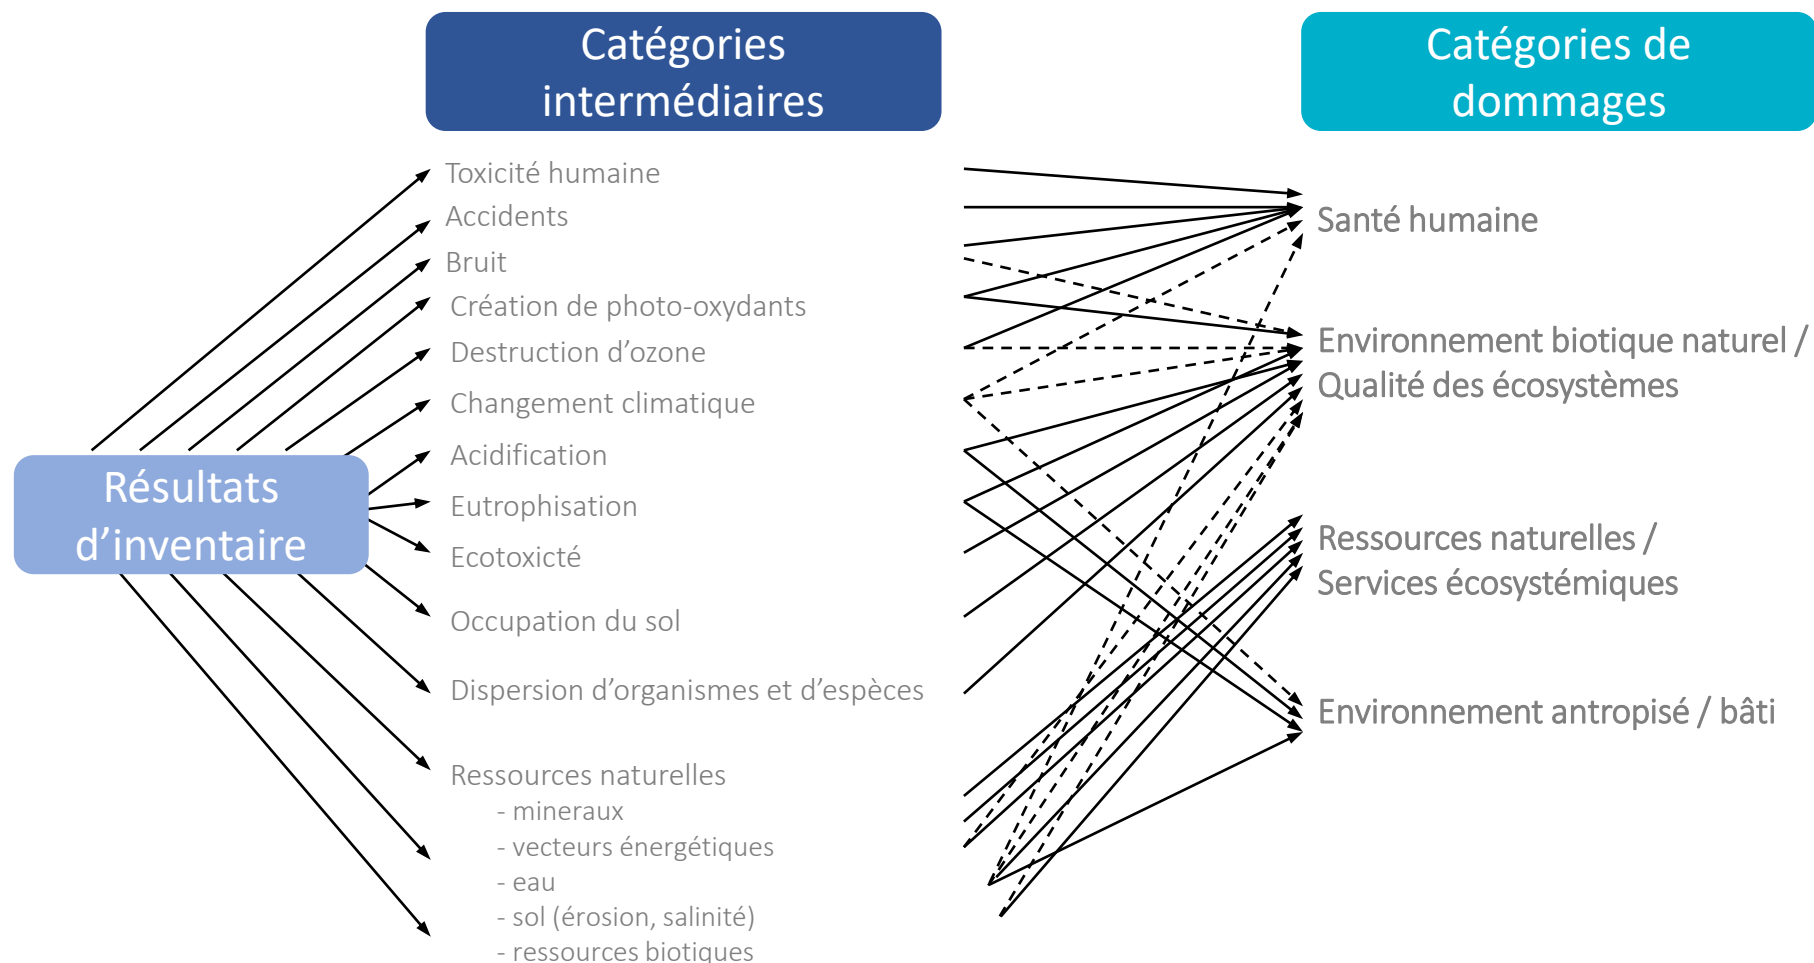 Catégories
intermédiaires
Catégories de
dommages
Résultats
d’inventaire
Toxicité humaine
Accidents
Bruit
Création de photo-oxydants
Destruction d’ozone
Changement climatique
Acidification
Eutrophisation
Ecotoxicté
Occupation du sol
Dispersion d’organismes et d’espèces
Ressources naturelles
- mineraux
- vecteurs énergétiques
- eau
- sol (érosion, salinité)
- ressources biotiques
Santé humaine
Environnement biotique naturel /
Qualité des écosystèmes
Ressources naturelles /
Services écosystémiques
Environnement antropisé / bâti